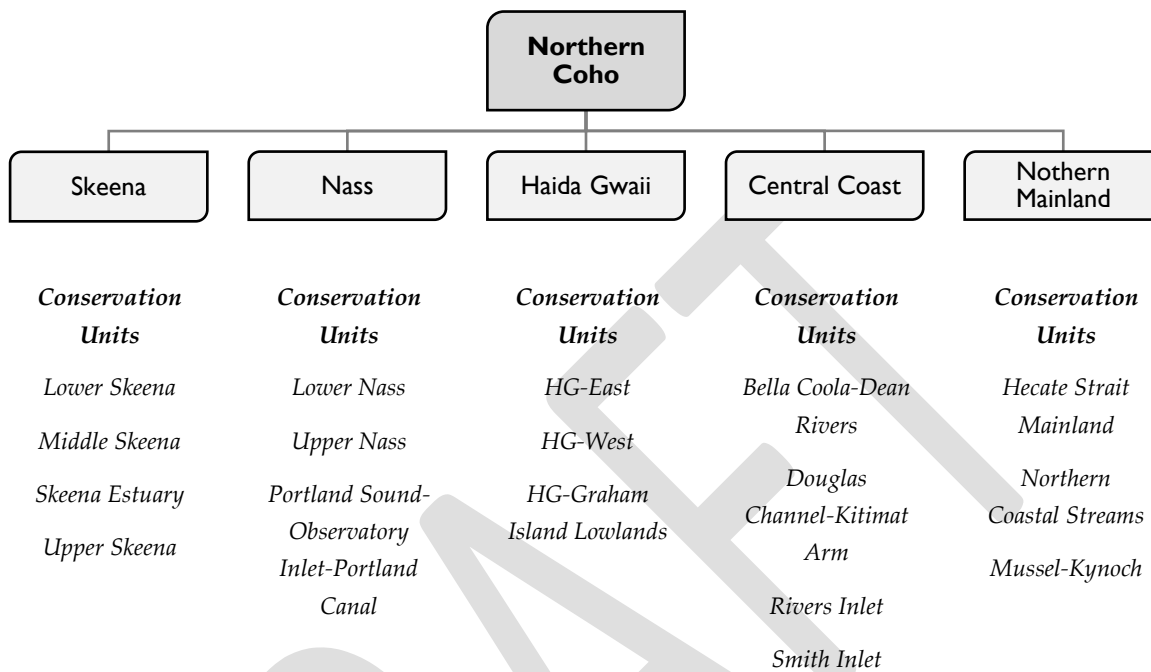 Northern
Coho
Skeena
Nass
Haida Gwaii
Central Coast
Nothern
Mainland
Conservation
Units
Lower Skeena
Middle Skeena
Skeena Estuary
Upper Skeena
Conservation
Units
Lower Nass
Upper Nass
Portland Sound-
Observatory
Inlet-Portland
Canal
Conservation
Units
HG-East
HG-West
HG-Graham
Island Lowlands
Conservation
Units
Bella Coola-Dean
Rivers
Douglas
Channel-Kitimat
Arm
Rivers Inlet
Smith Inlet
Conservation
Units
Hecate Strait
Mainland
Northern
Coastal Streams
Mussel-Kynoch
DRAFT